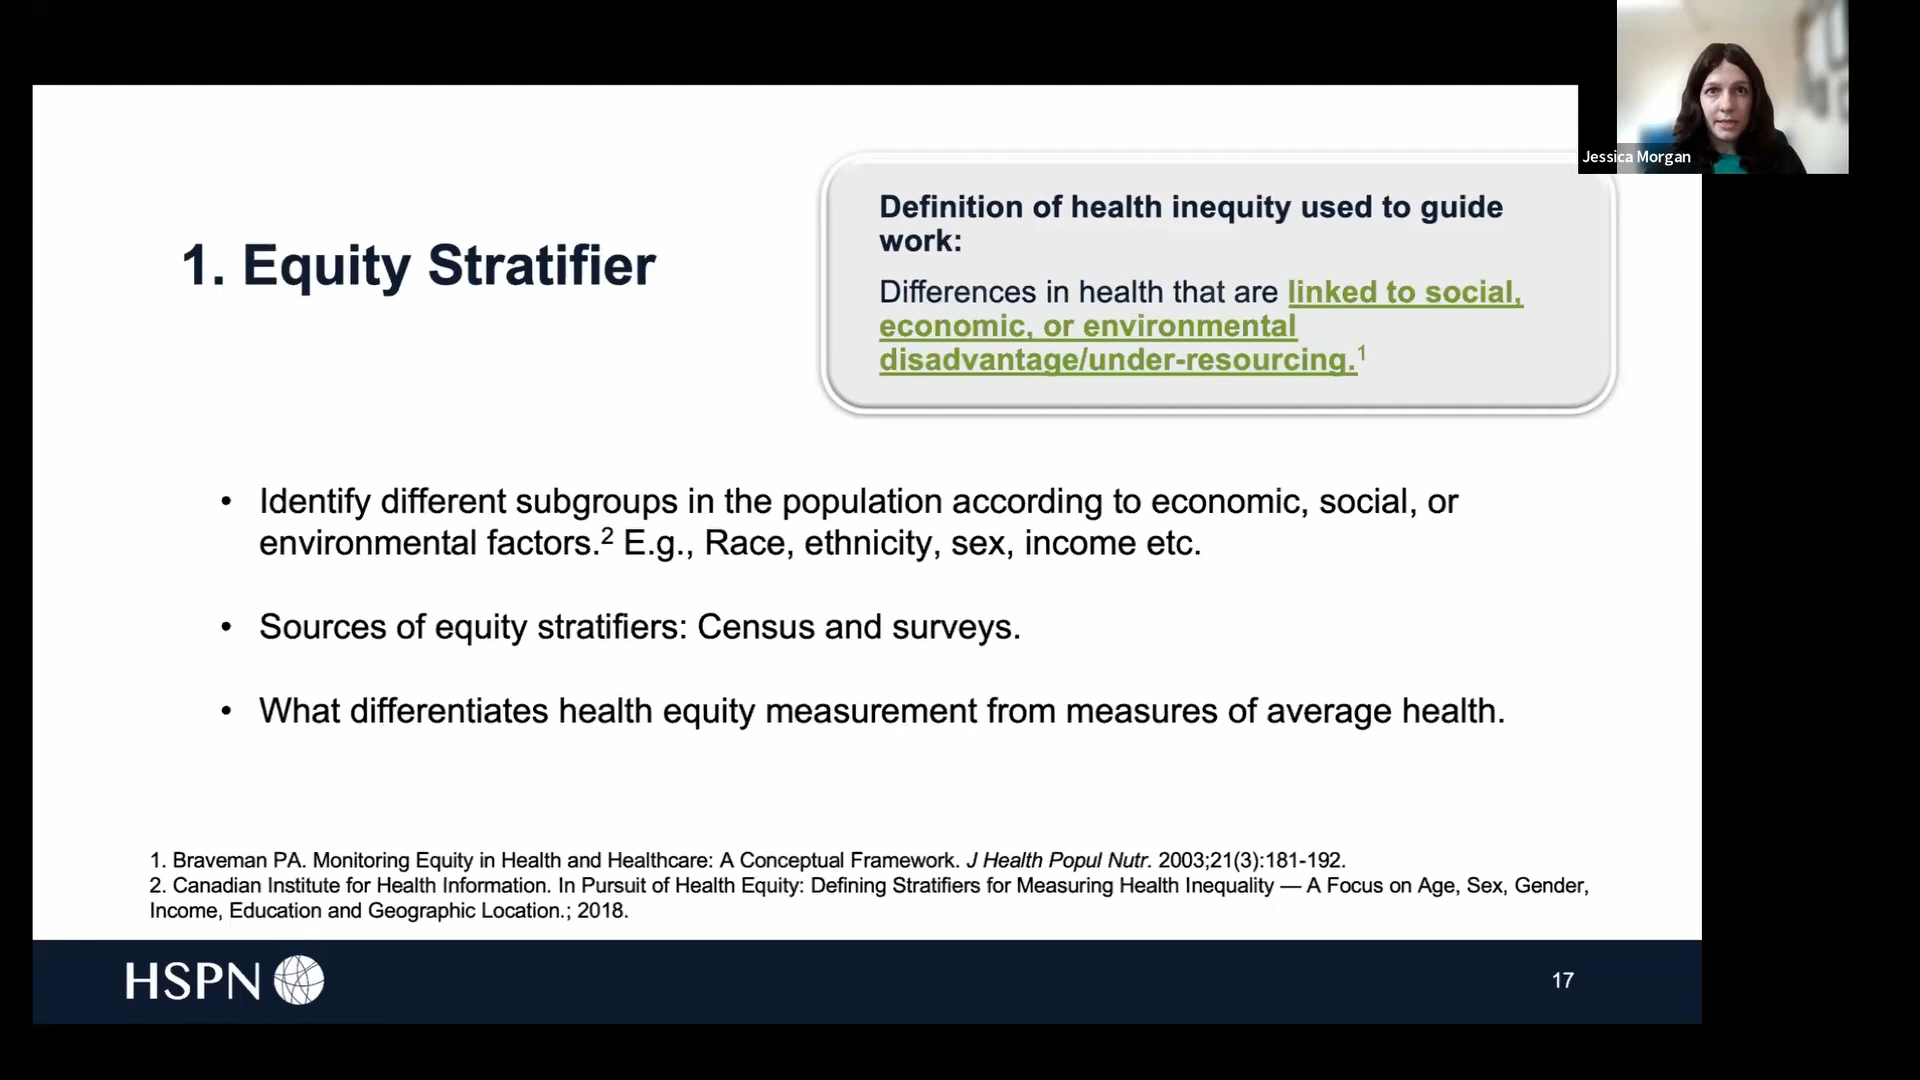 Jessica Morgan
1. Equity Stratifier
Definition of health inequity used to guide
work:
Differences in health that are linked to social,
economic, or environmental
disadvantage/under-resourcing.1
• Identify different subgroups in the population according to economic, social, or
environmental factors.2 E.g., Race, ethnicity, sex, income etc.
• Sources of equity stratifiers: Census and surveys.
• What differentiates health equity measurement from measures of average health.
1. Braveman PA. Monitoring Equity in Health and Healthcare: A Conceptual Framework. J Health Popul Nutr. 2003;21(3):181-192.
2. Canadian Institute for Health Information. In Pursuit of Health Equity: Defining Stratifiers for Measuring Health Inequality — A Focus on Age, Sex, Gender,
Income, Education and Geographic Location.; 2018.
HSPN
17